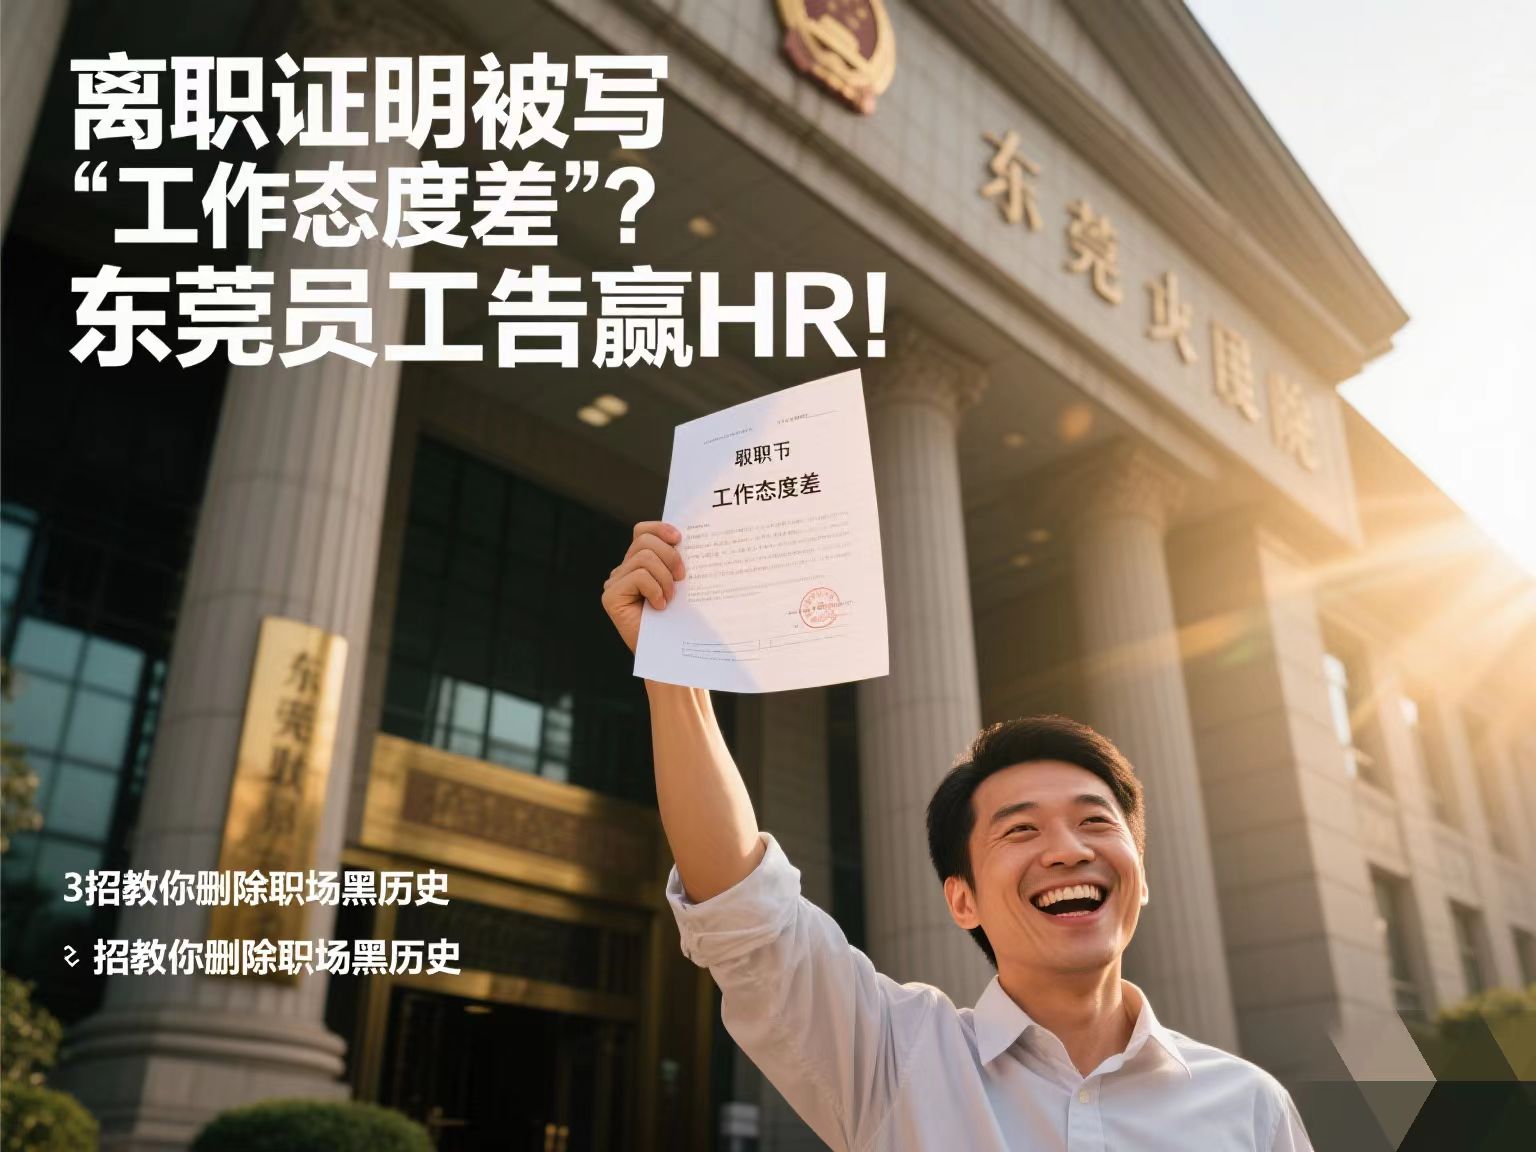 离职证明被写
“工作态度差”？
东莞员工告赢HR!
工作态度差
3招教你删除职场黑历史
招教你删除职场黑历史